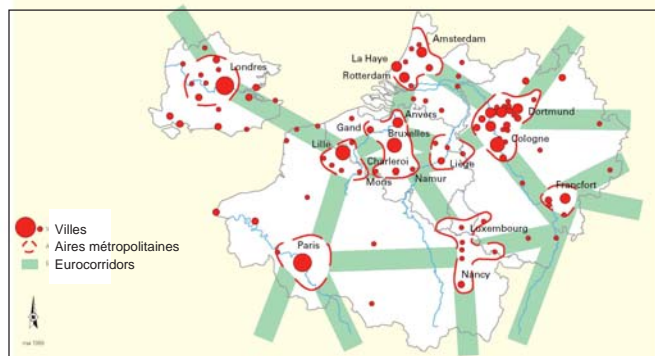 Amsterdam
La Haye
Rotterdam
Londres
Anvers
Dortmund
Gand
Bruxelles
Cologne
Lille
Charleroi
Liège
Mons
Namur
Francfort
Luxembourg
Villes
Aires métropolitaines
Eurocorridors
Paris
Nancy